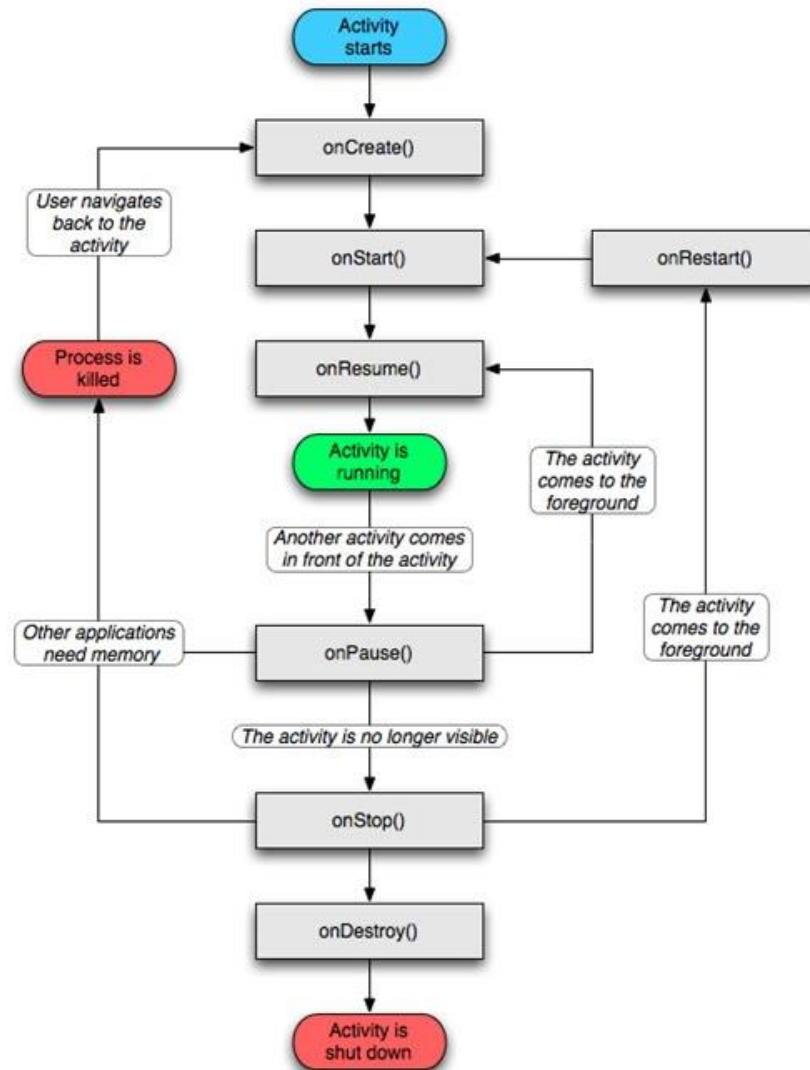 Activity
starts
onCreate()
User navigates
back to the
activity
onStart()
onRestart()
Process is
killed
onResume()
Activity is
running
The activity
comes to the
foreground
Another activity comes
in front of the activity
The activity
comes to the
foreground
Other applications
need memory
onPause()
The activity is no longer visible
onStop()
onDestroy()
Activity is
shut down